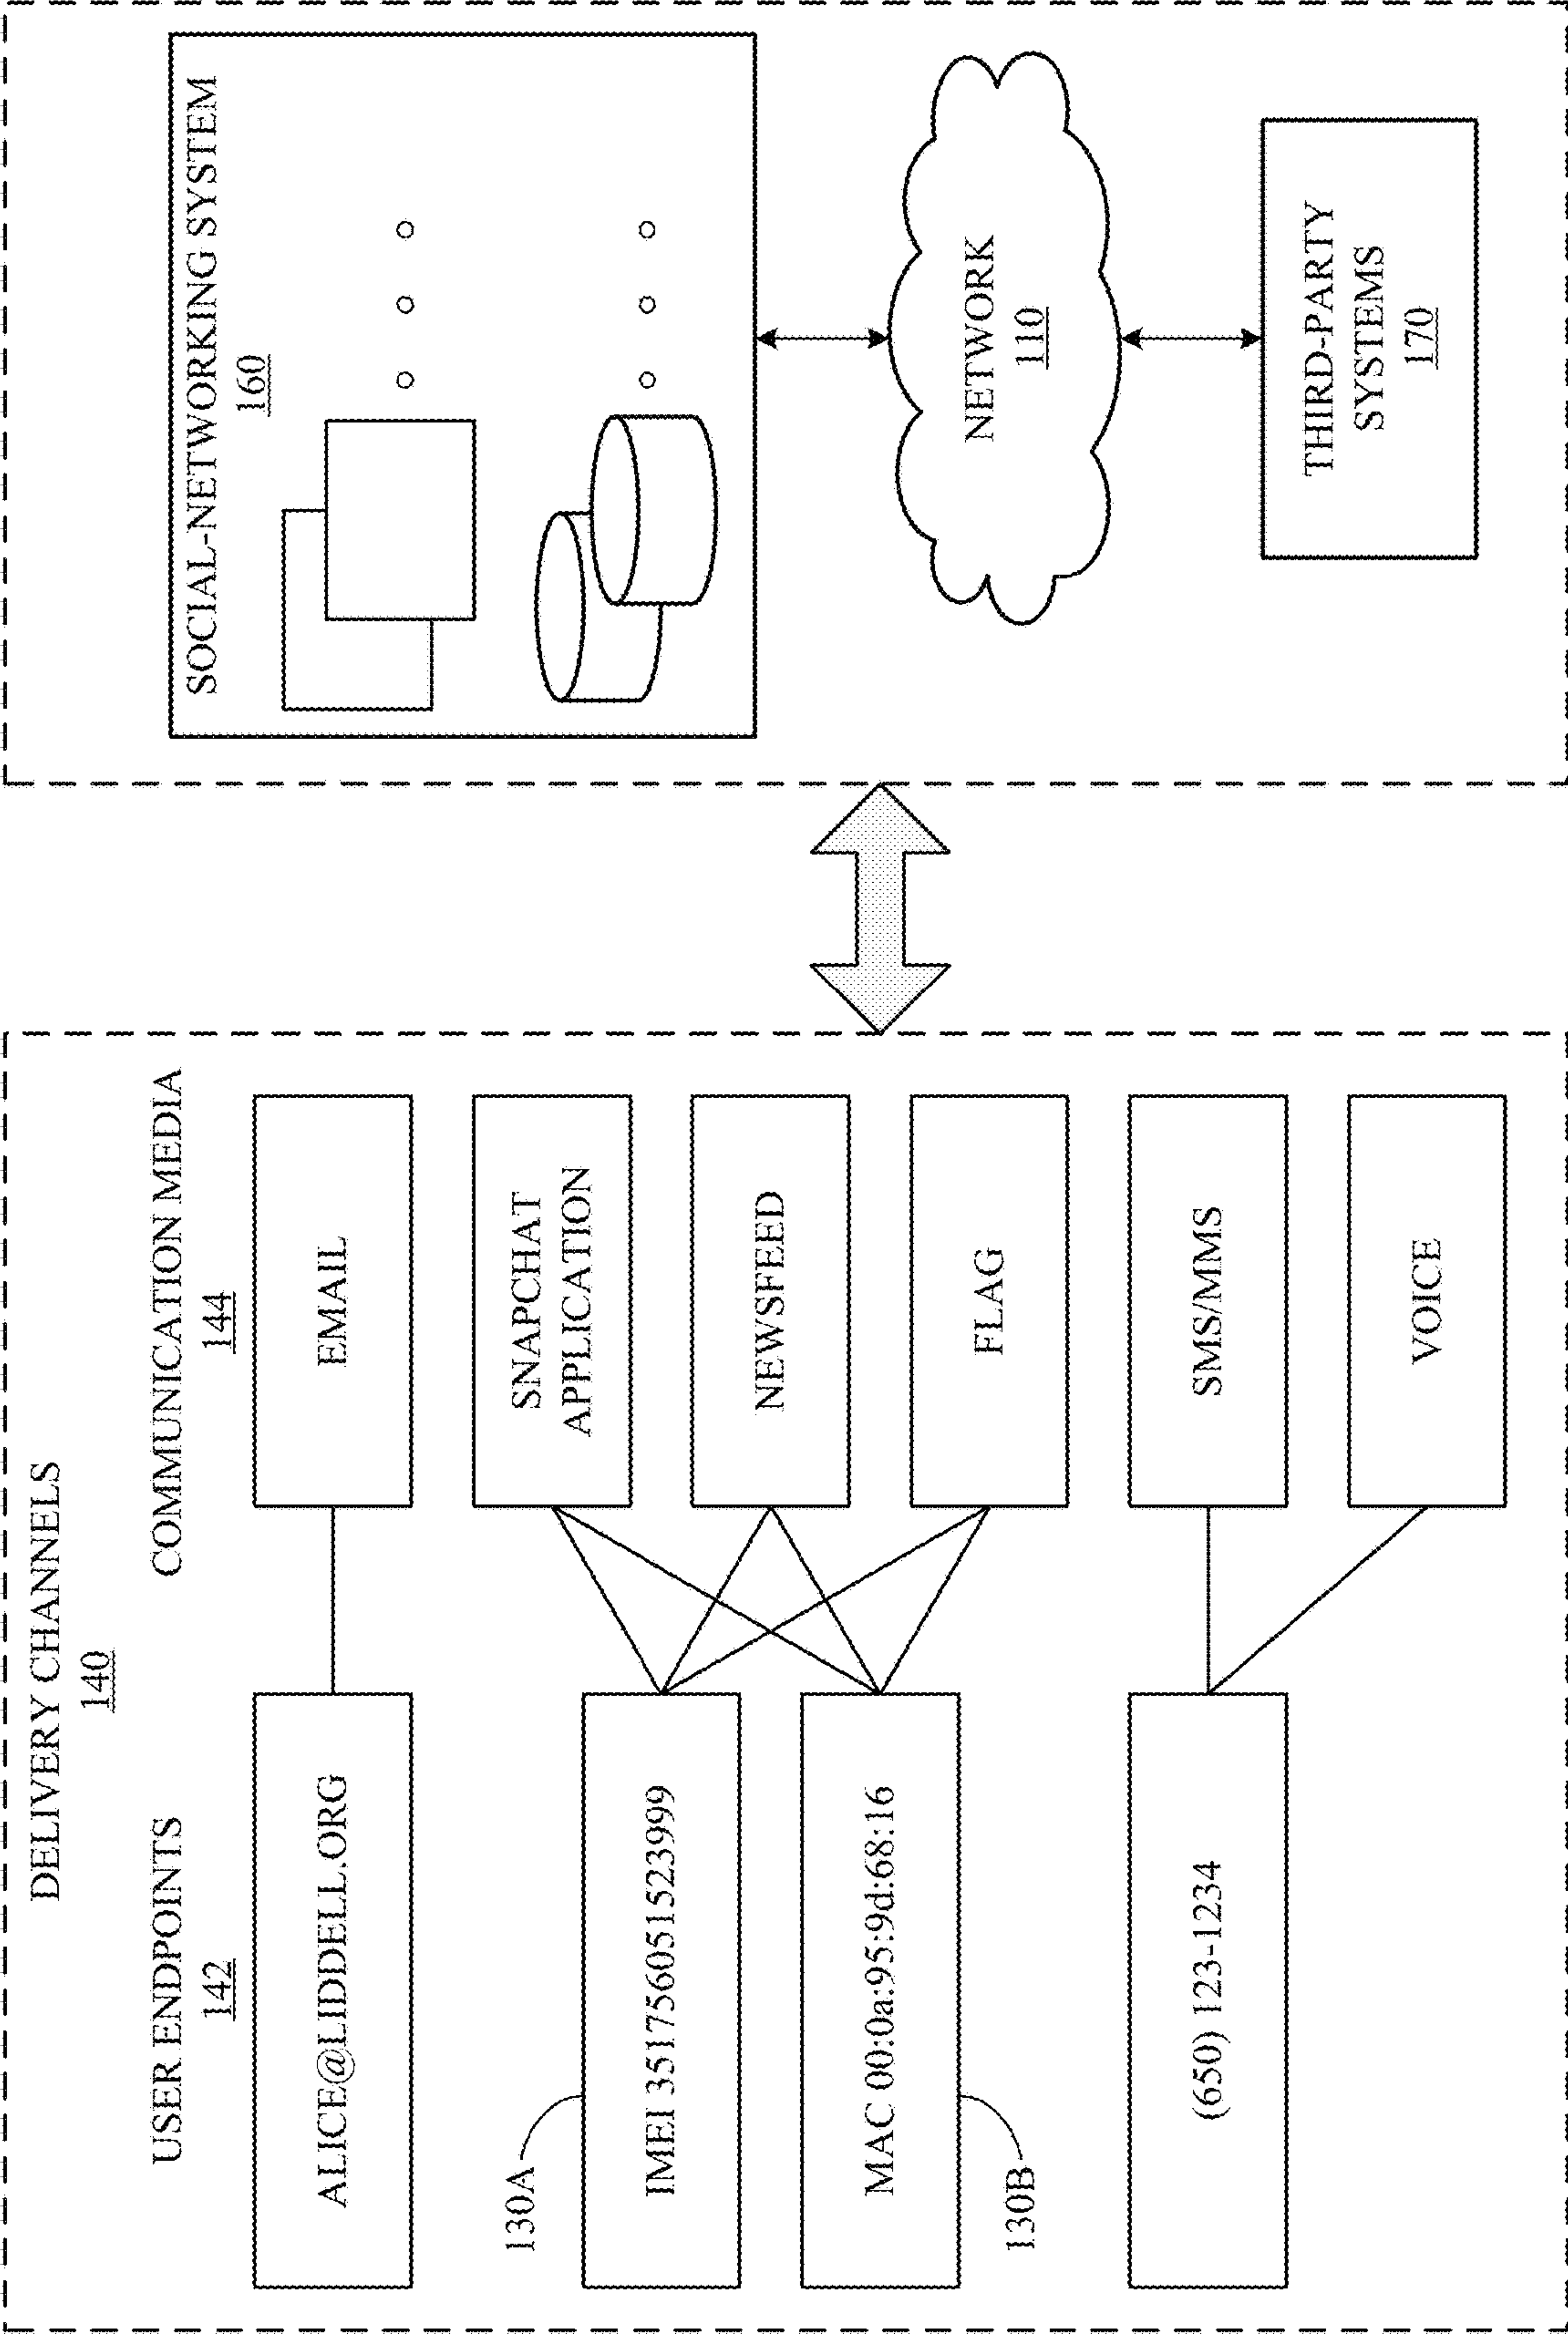 DELIVERY CHANNELS
140
USER ENDPOINTS
142
COMMUNICATION MEDIA
144
ALICE@LIDDELL.ORG
EMAIL
130A
IMEI 351756051523999
SNAPCHAT
APPLICATION
MAC 00:0a:95:9d:68:16
130B
NEWSFEED
FLAG
(650) 123-1234
SMS/MMS
VOICE
SOCIAL-NETWORKING SYSTEM
160
NETWORK
110
THIRD-PARTY
SYSTEMS
170